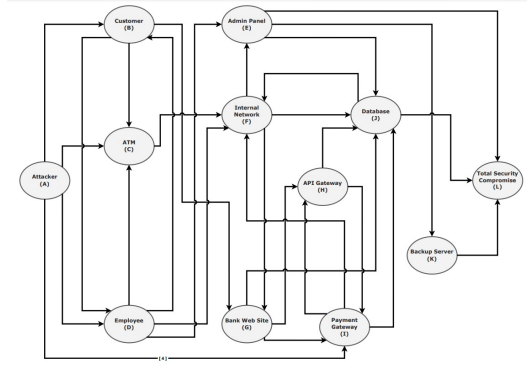 Customer
(B)
Admin Panel
(E)
Internal
Network
(F)
Database
(J)
ATM
(C)
Attacker
(A)
API Gateway
(H)
Total Security
Compromise
(L)
Backup Server
(K)
Employee
(D)
Bank Web Site
(G)
Payment
Gateway
(I)